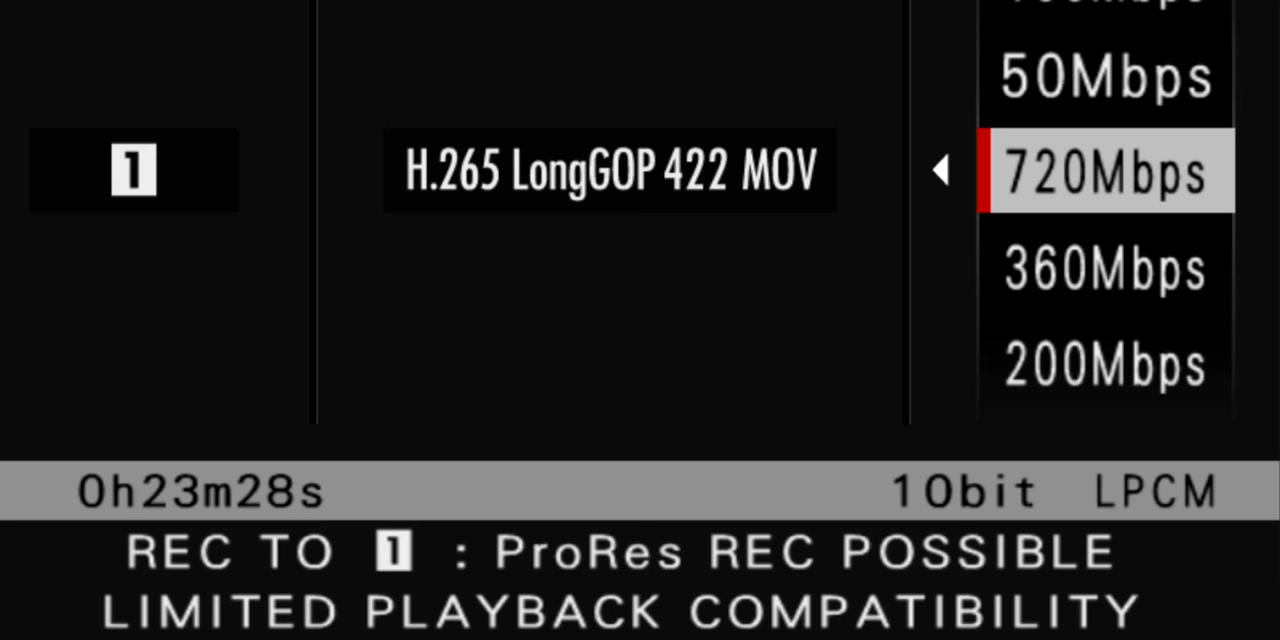 50Mbps
1 H.265 LongGOP 422 MOV 720Mbps
360Mbps
200Mbps
0h23m28s 10bit LPCM
REC TO 1 : ProRes REC POSSIBLE
LIMITED PLAYBACK COMPATIBILITY